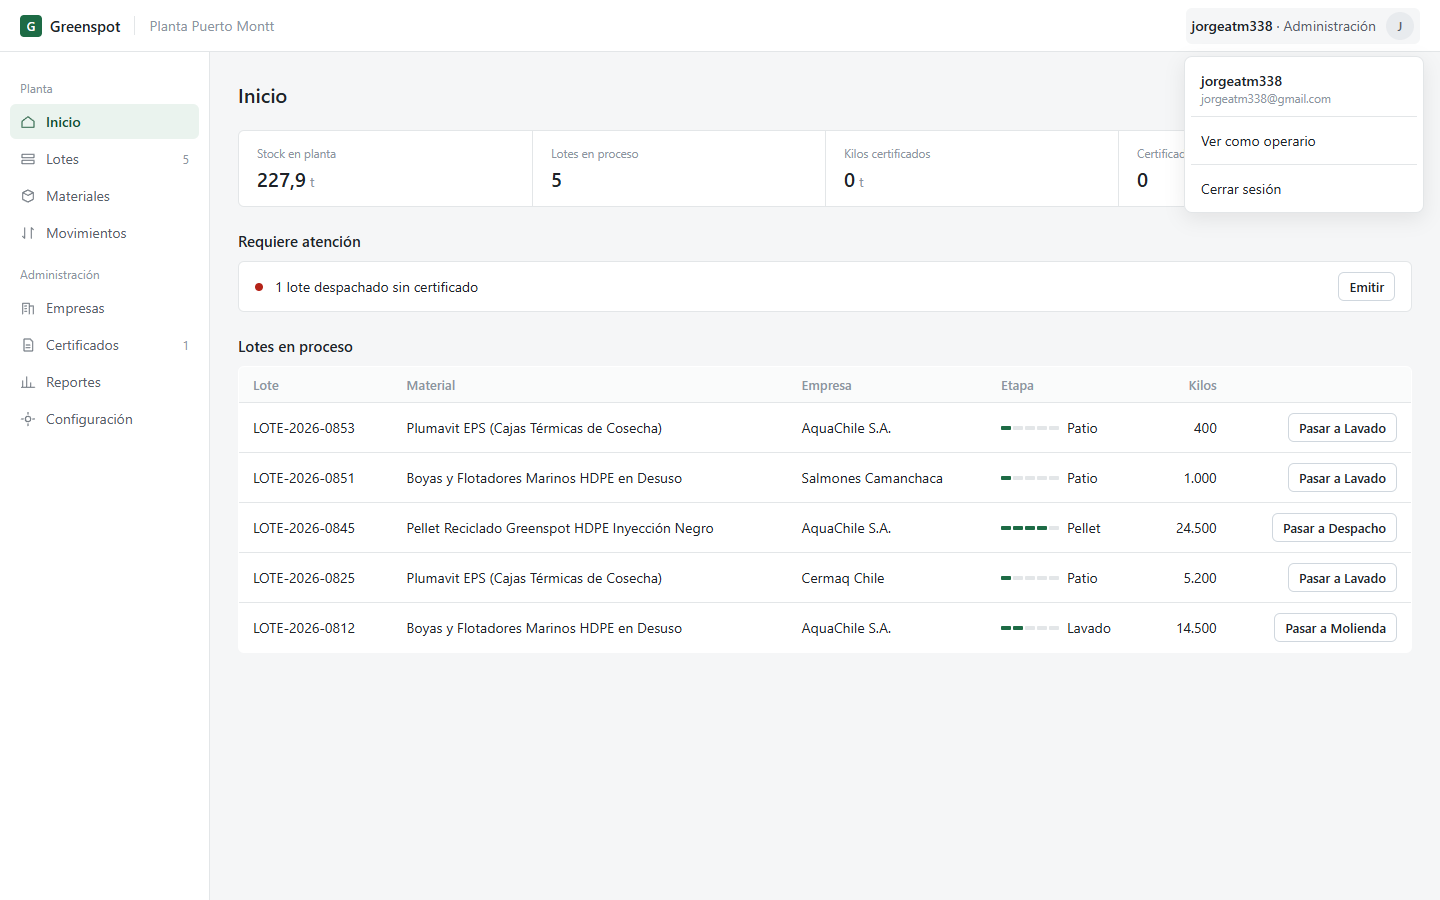 G Greenspot Planta Puerto Montt
jorgeatm338 · Administración J
jorgeatm338
jorgeatm338@gmail.com
Ver como operario
Cerrar sesión
Planta
Inicio
Lotes 5
Materiales
Movimientos
Administración
Empresas
Certificados 1
Reportes
Configuración
Inicio
Stock en planta
227,9 t
Lotes en proceso
5
Kilos certificados
0 t
0
Requiere atención
1 lote despachado sin certificado Emitir
Lotes en proceso
Lote Material Empresa Etapa Kilos
LOTE-2026-0853 Plumavit EPS (Cajas Térmicas de Cosecha) AquaChile S.A. Patio 400 Pasar a Lavado
LOTE-2026-0851 Boyas y Flotadores Marinos HDPE en Desuso Salmones Camanchaca Patio 1.000 Pasar a Lavado
LOTE-2026-0845 Pellet Reciclado Greenspot HDPE Inyección Negro AquaChile S.A. Pellet 24.500 Pasar a Despacho
LOTE-2026-0825 Plumavit EPS (Cajas Térmicas de Cosecha) Cermaq Chile Patio 5.200 Pasar a Lavado
LOTE-2026-0812 Boyas y Flotadores Marinos HDPE en Desuso AquaChile S.A. Lavado 14.500 Pasar a Molienda